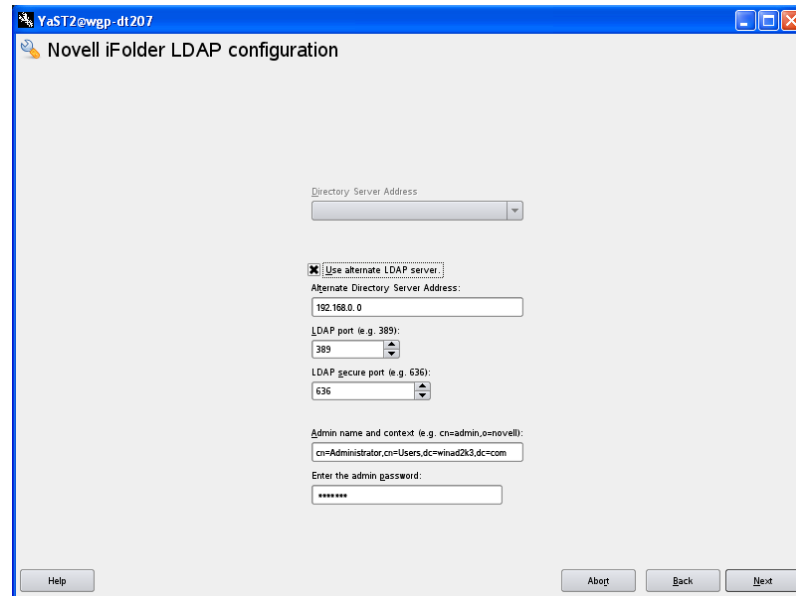 YaST2@wgp-dt207
Novell iFolder LDAP configuration
Directory Server Address
Use alternate LDAP server.
Alternate Directory Server Address:
192.168.0. 0
LDAP port (e.g. 389):
389
LDAP secure port (e.g. 636):
636
Admin name and context (e.g. cn=admin,o=novell):
cn=Administrator,cn=Users,dc=winad2k3,dc=com
Enter the admin password:
*******
Help Abort Back Next